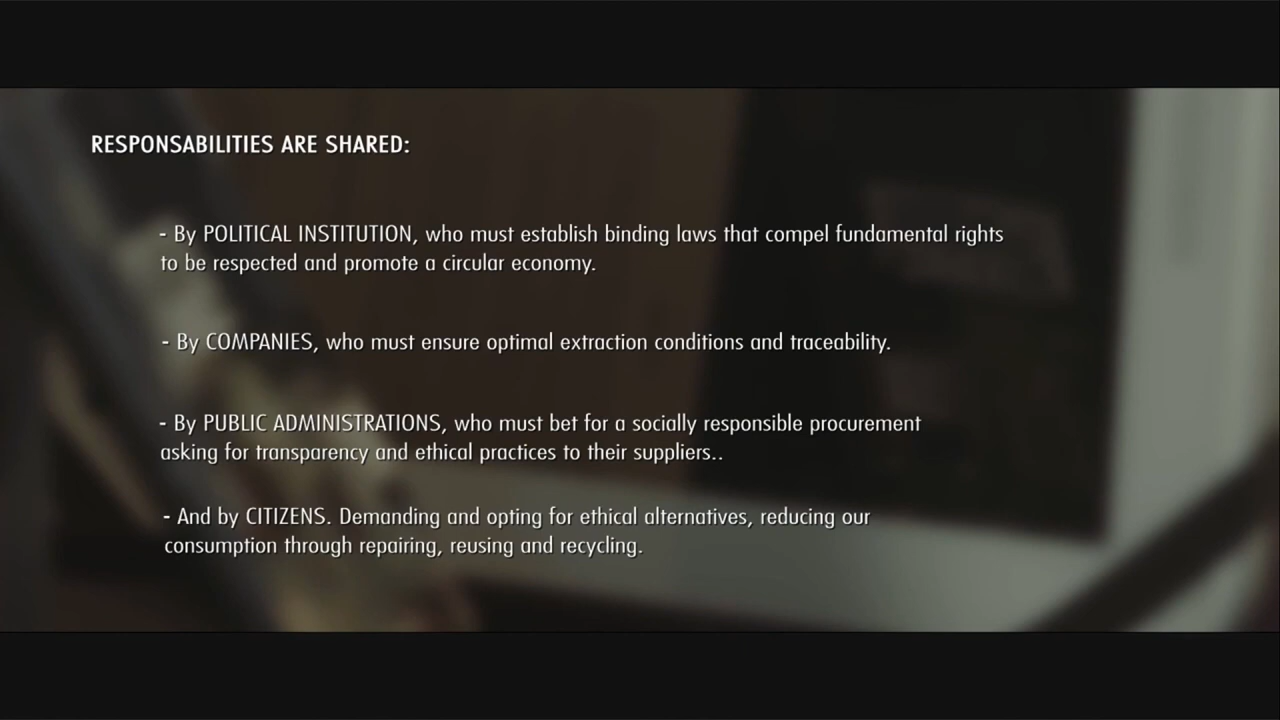 RESPONSABILITIES ARE SHARED:
- By POLITICAL INSTITUTION, who must establish binding laws that compel fundamental rights
to be respected and promote a circular economy.
- By COMPANIES, who must ensure optimal extraction conditions and traceability.
- By PUBLIC ADMINISTRATIONS, who must bet for a socially responsible procurement
asking for transparency and ethical practices to their suppliers..
- And by CITIZENS. Demanding and opting for ethical alternatives, reducing our
consumption through repairing, reusing and recycling.